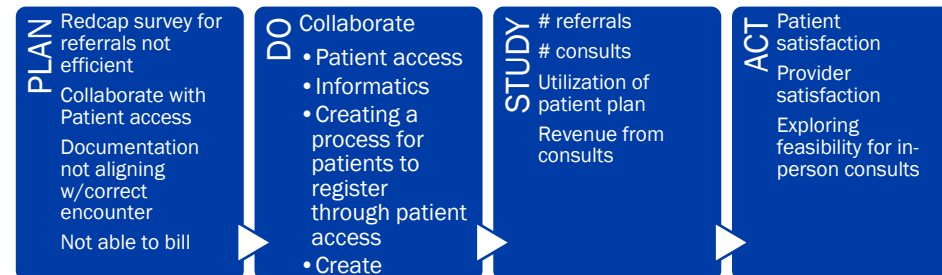 PLAN
Redcap survey for
referrals not
efficient
Collaborate with
Patient access
Documentation
not aligning
w/correct
encounter
Not able to bill
DO
Collaborate
•Patient access
•Informatics
•Creating a
process for
patients to
register
through patient
access
•Create
STUDY
# referrals
# consults
Utilization of
patient plan
Revenue from
consults
ACT
Patient
satisfaction
Provider
satisfaction
Exploring
feasibility for in-
person consults